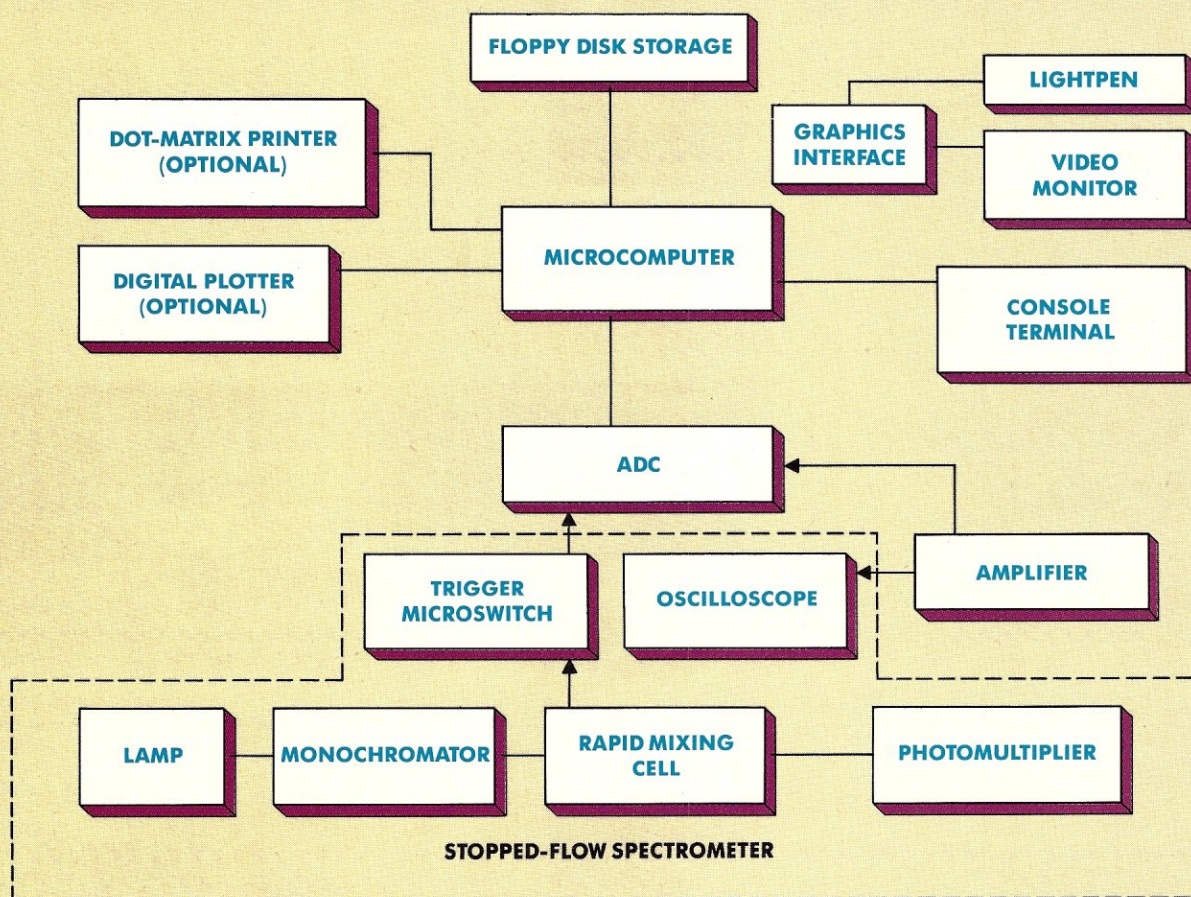 FLOPPY DISK STORAGE
LIGHTPEN
DOT-MATRIX PRINTER
(OPTIONAL)
GRAPHICS
INTERFACE
VIDEO
MONITOR
MICROCOMPUTER
DIGITAL PLOTTER
(OPTIONAL)
CONSOLE
TERMINAL
ADC
TRIGGER
MICROSWITCH
OSCILLOSCOPE
AMPLIFIER
LAMP
MONOCHROMATOR
RAPID MIXING
CELL
PHOTOMULTIPLIER
STOPPED-FLOW SPECTROMETER